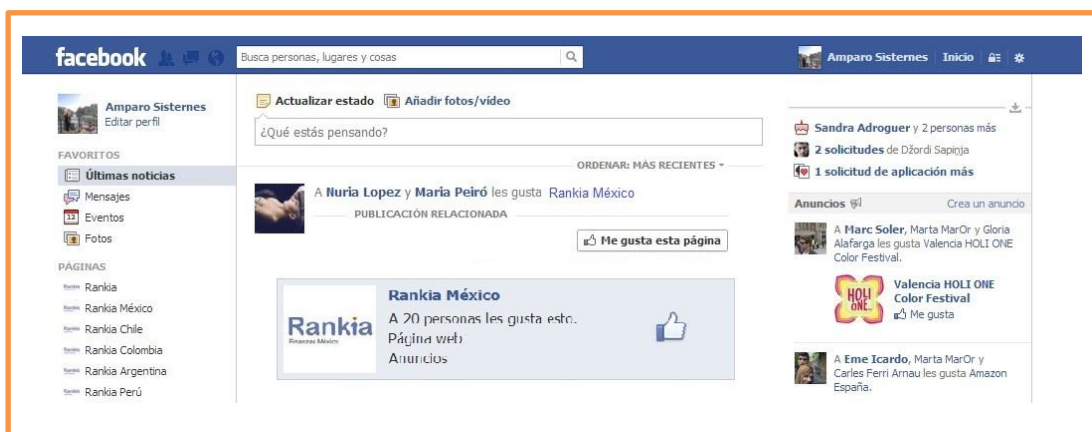 facebook
Busca personas, lugares y cosas
Amparo Sisternes Inicio
Amparo Sisternes
Editar perfil
FAVORITOS
Últimas noticias
Mensajes
12 Eventos
Fotos
PÁGINAS
Rankia
Rankia México
Rankia Chile
Rankia Colombia
Rankia Argentina
Rankia Perú
Actualizar estado Añadir fotos/vídeo
¿Qué estás pensando?
ORDENAR: MÁS RECIENTES
A Nuria Lopez y Maria Peiró les gusta Rankia México
PUBLICACIÓN RELACIONADA
Me gusta esta página
Rankia
Finanzas México
Rankia México
A 20 personas les gusta esto.
Página web
Anuncios
Sandra Adroguer y 2 personas más
2 solicitudes de Džordi Sapinja
1 solicitud de aplicación más
Anuncios Crea un anuncio
A Marc Soler, Marta MarOr y Gloria
Alafarga les gusta Valencia HOLI ONE
Color Festival.
HOLI
ONE
Valencia HOLI ONE
Color Festival
Me gusta
A Eme Icardo, Marta MarOr y
Carles Ferri Arnau les gusta Amazon
España.